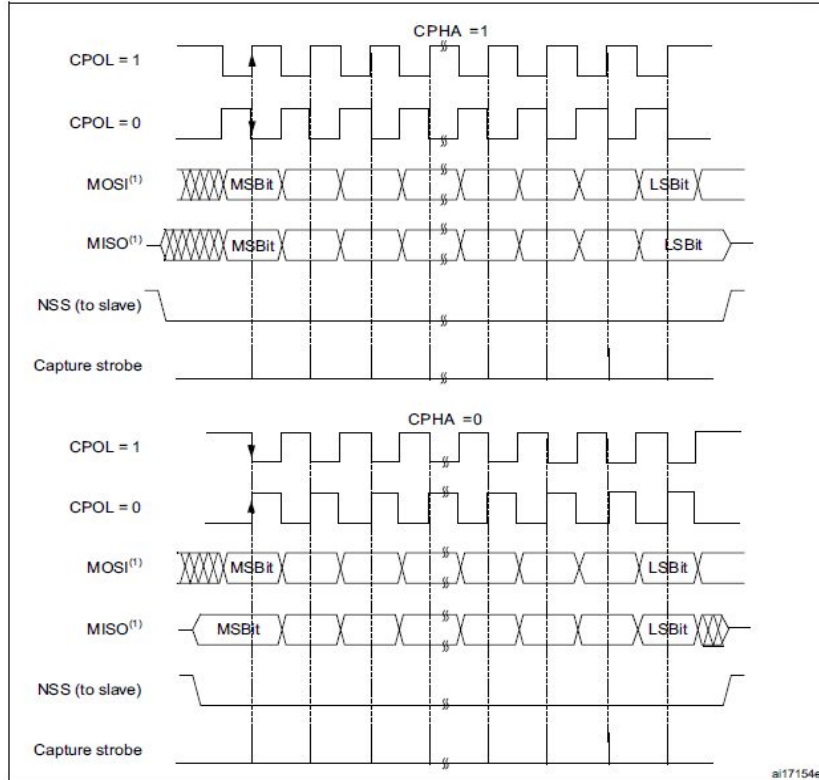 CPHA =1
CPOL = 1
CPOL = 0
MOSI(1) MSBit LSBit
MISO(1) MSBit LSBit
NSS (to slave)
Capture strobe
CPHA =0
CPOL = 1
CPOL = 0
MOSI(1) MSBit LSBit
MISO(1) MSBit LSBit
NSS (to slave)
Capture strobe
ai17154e